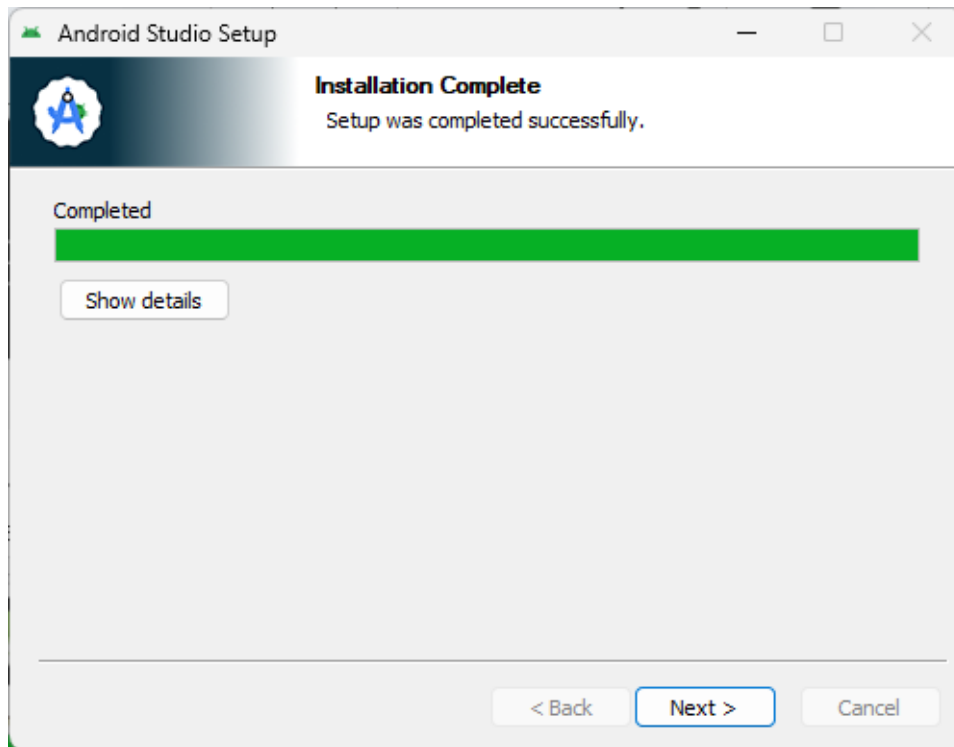 Android Studio Setup
Installation Complete
Setup was completed successfully.
Completed
Show details
< Back Next > Cancel